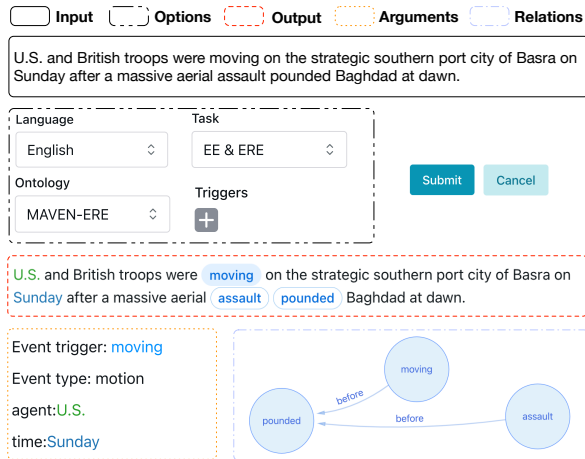 Input Options Output Arguments Relations
U.S. and British troops were moving on the strategic southern port city of Basra on
Sunday after a massive aerial assault pounded Baghdad at dawn.
Language Task
English EE & ERE
Submit Cancel
Ontology Triggers
MAVEN-ERE
U.S. and British troops were moving on the strategic southern port city of Basra on
Sunday after a massive aerial assault pounded Baghdad at dawn.
Event trigger: moving
Event type: motion
agent:U.S.
time:Sunday
moving
before
before
pounded
assault